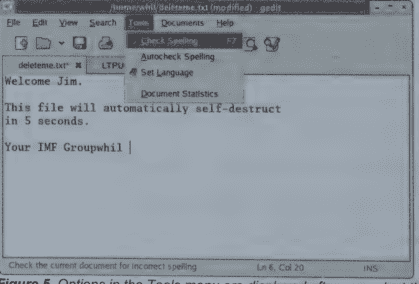 /home/whil/deleteme.txt (modified) gedit
File Edit View Search Tools Documents Help
Check Spelling F7
Autocheck Spelling
Set Language
Document Statistics
deleteme.txt* LTPU
Welcome Jim.
This file will automatically self-destruct
in 5 seconds.
Your IMF Groupwhil
Check the current document for incorrect spelling Ln 6, Col 20 INS
Figure 5. Options in the Tools menu are displayed